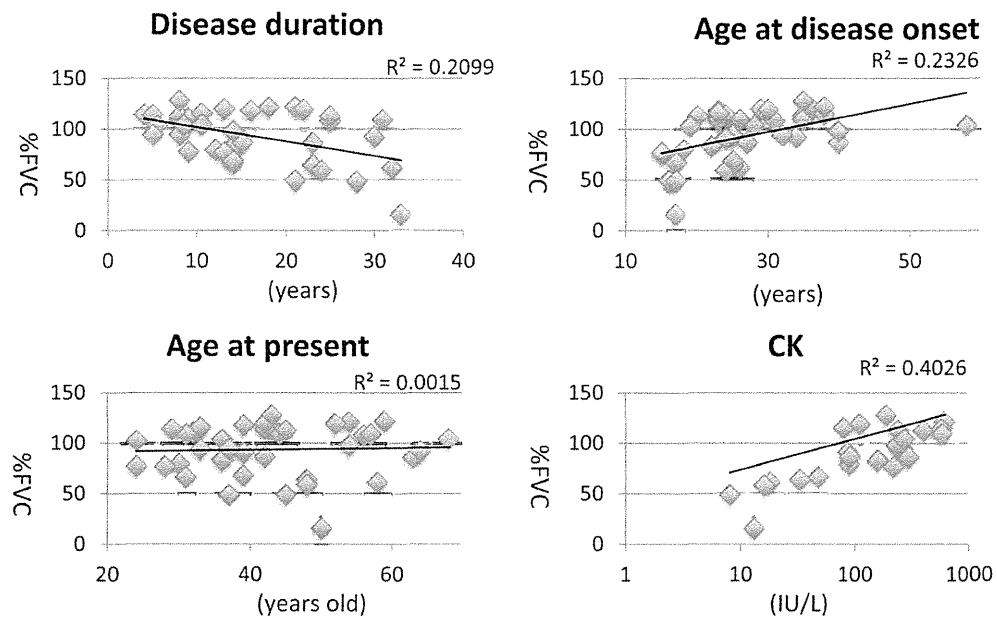 Disease duration
R² = 0.2099
150
100
50
0
%FVC
0 10 20 30 40
(years)
Age at disease onset
R² = 0.2326
150
100
50
0
%FVC
10 30 50
(years)
Age at present
R² = 0.0015
150
100
50
0
%FVC
20 40 60
(years old)
CK
R² = 0.4026
150
100
50
0
%FVC
1 10 100 1000
(IU/L)